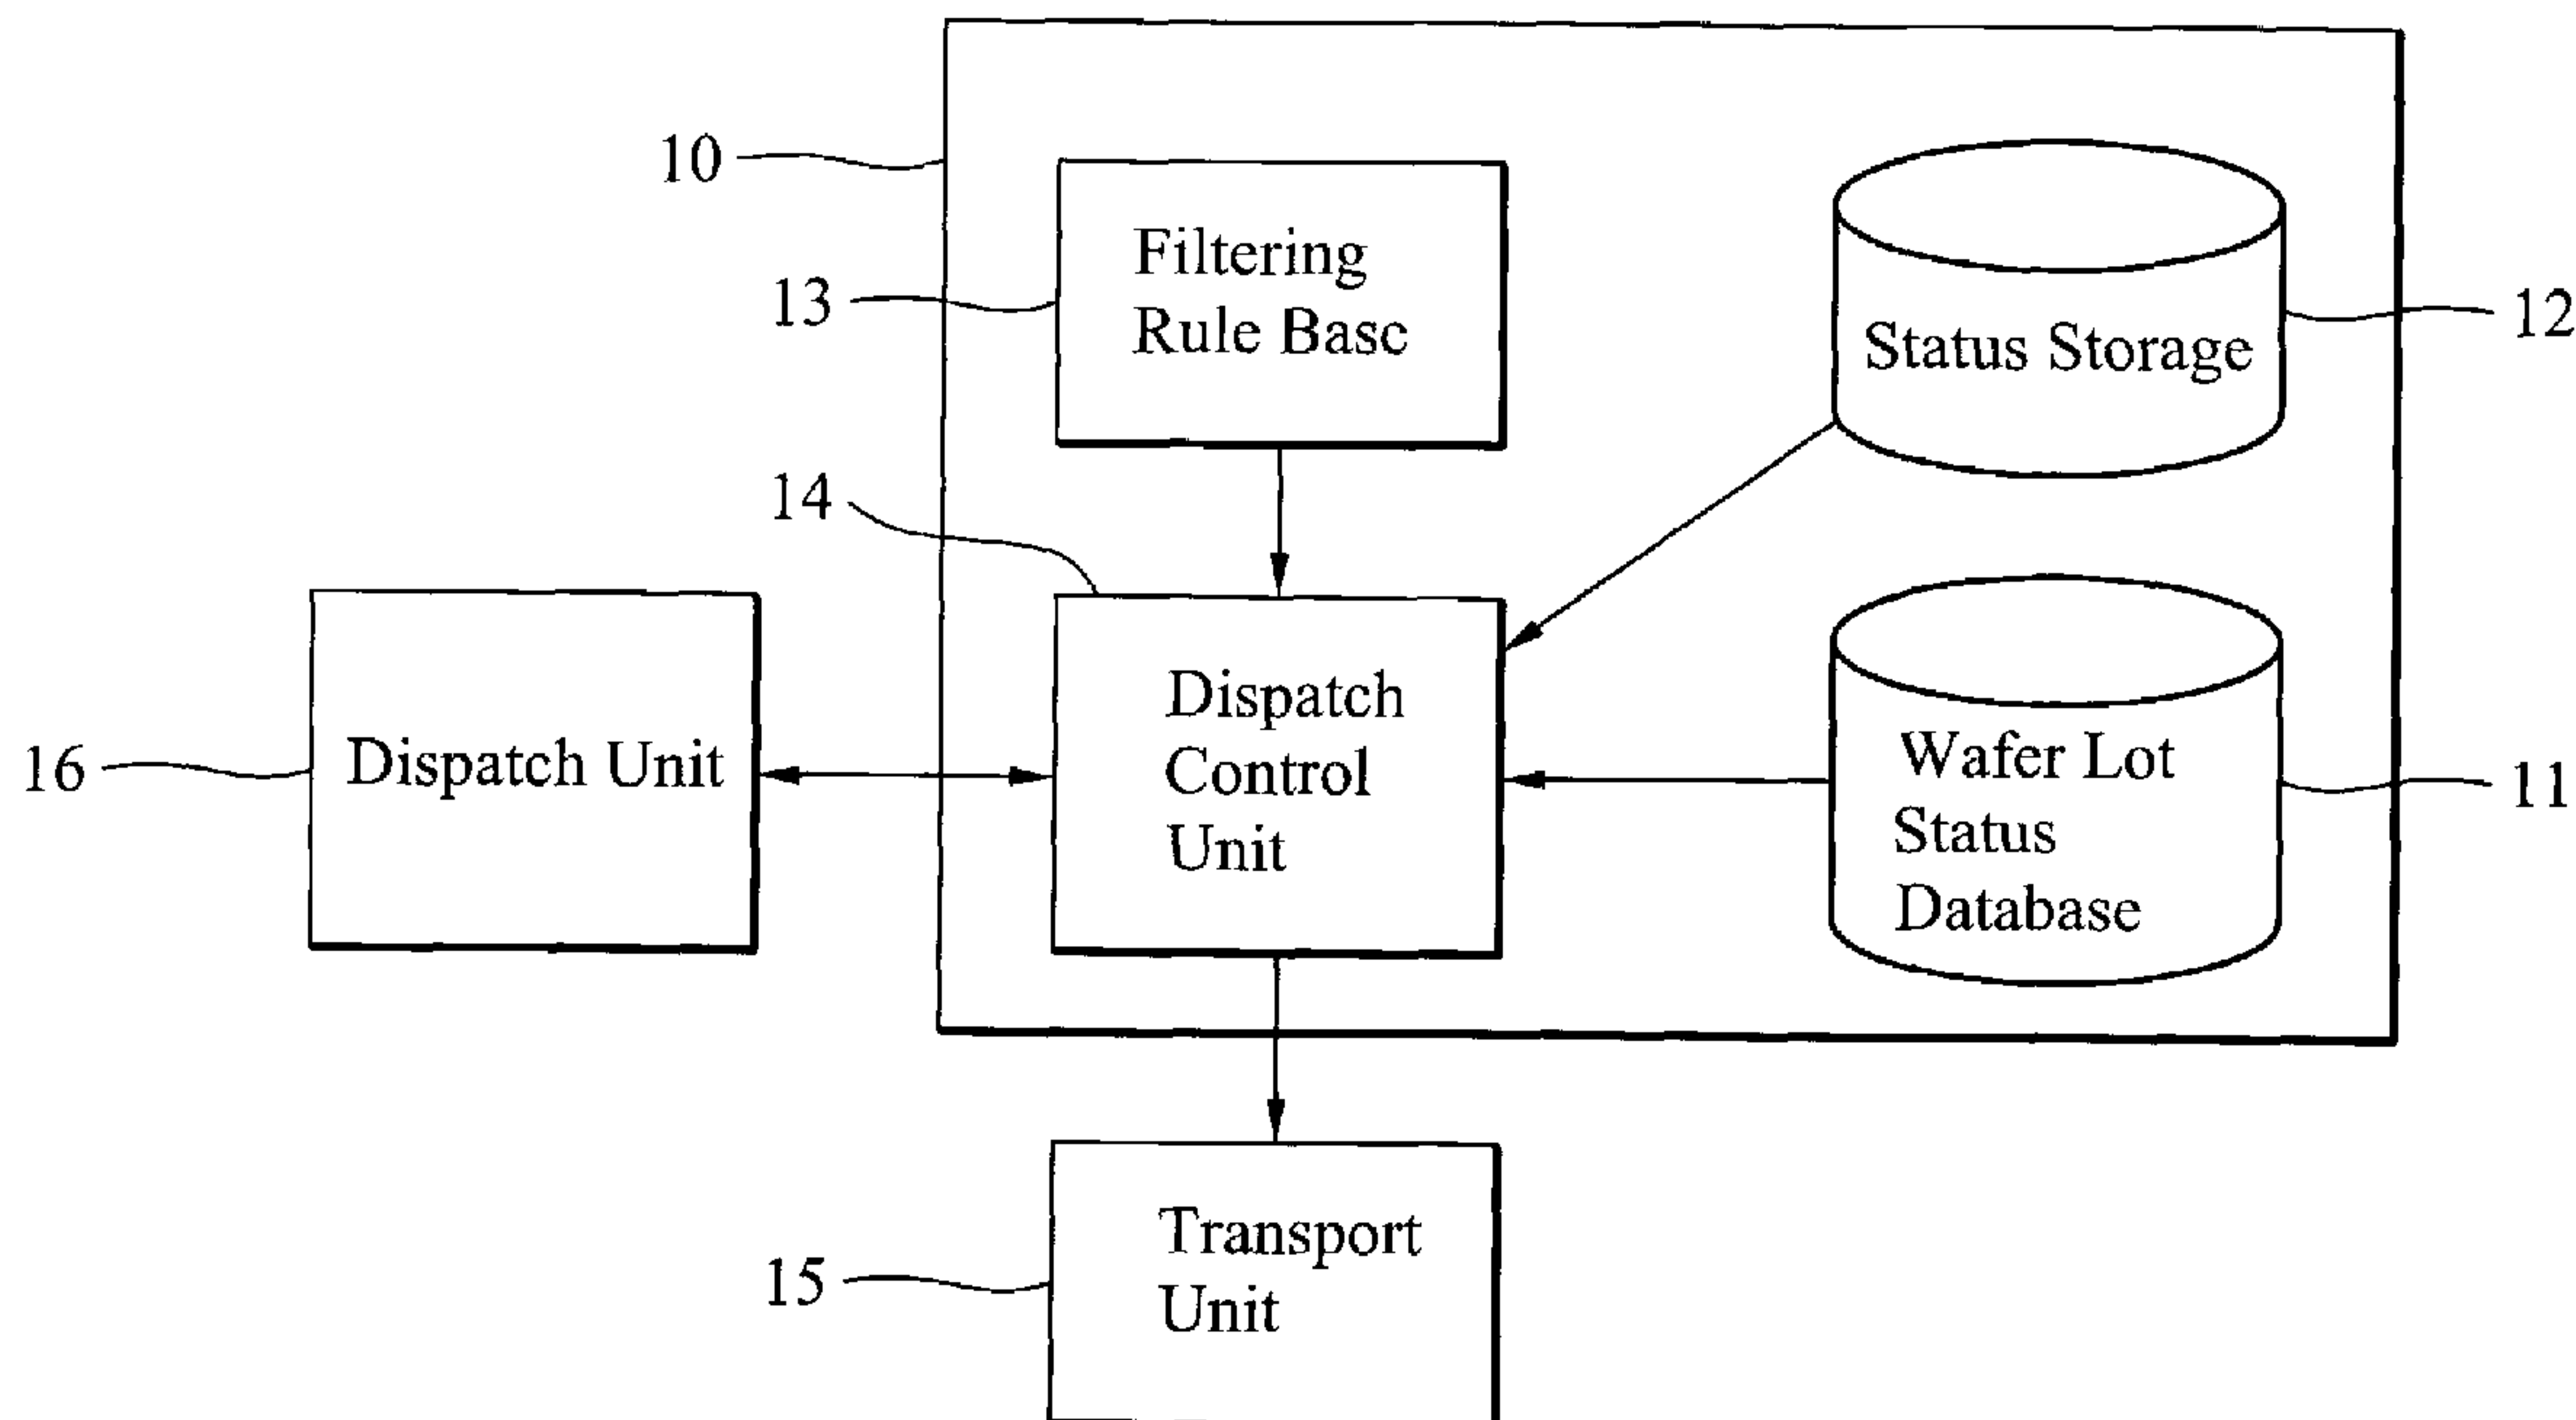 10
Filtering
Rule Base
13
Status Storage
12
14
Dispatch
Control
Unit
16
Dispatch Unit
Wafer Lot
Status
Database
11
Transport
Unit
15